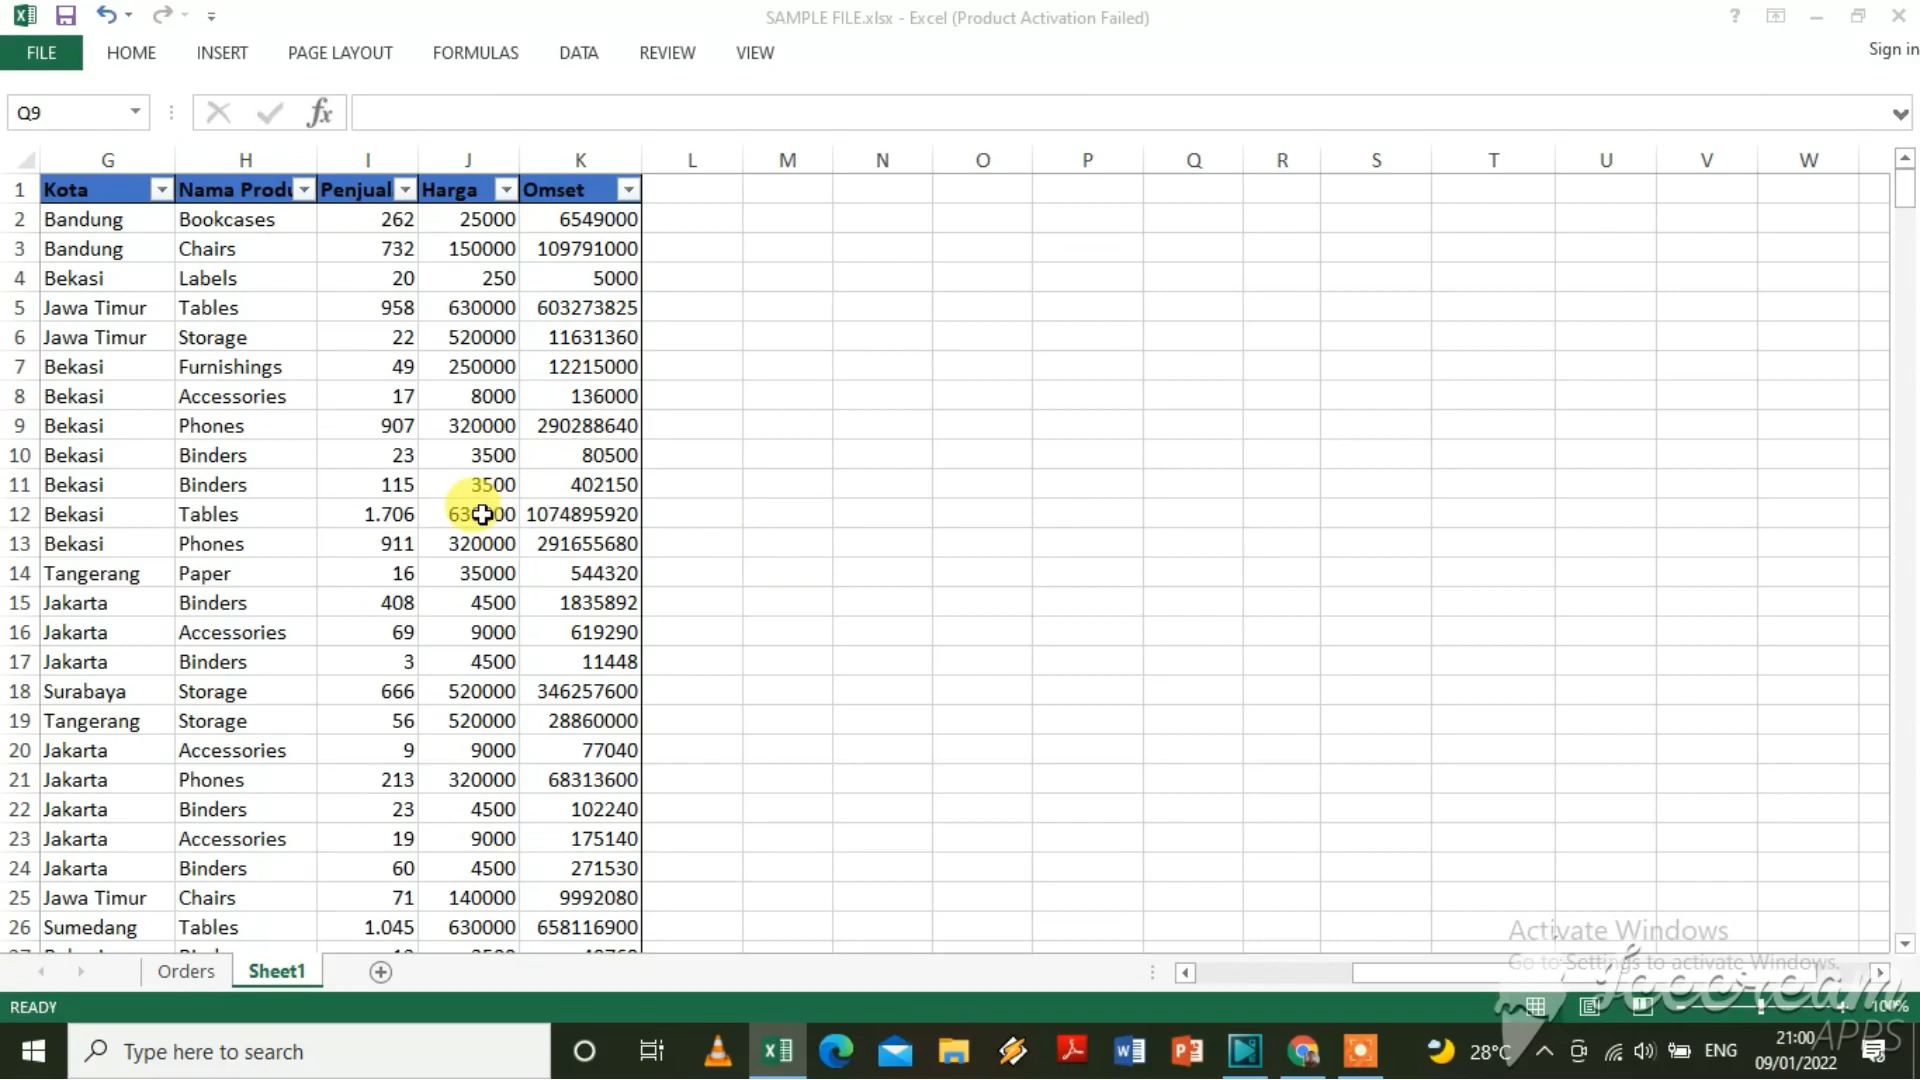 SAMPLE FILE.xlsx - Excel (Product Activation Failed)
?
FILE HOME INSERT PAGE LAYOUT FORMULAS DATA REVIEW VIEW
Sign in
Q9
fx
G H I J K L M N O P Q R S T U V W
1 Kota Nama Produ Penjual Harga Omset
2 Bandung Bookcases 262 25000 6549000
3 Bandung Chairs 732 150000 109791000
4 Bekasi Labels 20 250 5000
5 Jawa Timur Tables 958 630000 603273825
6 Jawa Timur Storage 22 520000 11631360
7 Bekasi Furnishings 49 250000 12215000
8 Bekasi Accessories 17 8000 136000
9 Bekasi Phones 907 320000 290288640
10 Bekasi Binders 23 3500 80500
11 Bekasi Binders 115 3500 402150
12 Bekasi Tables 1.706 630000 1074895920
13 Bekasi Phones 911 320000 291655680
14 Tangerang Paper 16 35000 544320
15 Jakarta Binders 408 4500 1835892
16 Jakarta Accessories 69 9000 619290
17 Jakarta Binders 3 4500 11448
18 Surabaya Storage 666 520000 346257600
19 Tangerang Storage 56 520000 28860000
20 Jakarta Accessories 9 9000 77040
21 Jakarta Phones 213 320000 68313600
22 Jakarta Binders 23 4500 102240
23 Jakarta Accessories 19 9000 175140
24 Jakarta Binders 60 4500 271530
25 Jawa Timur Chairs 71 140000 9992080
26 Sumedang Tables 1.045 630000 658116900
Activate Windows
Go to Settings to activate Windows.
Orders Sheet1
Icecream
APPS
READY
100%
Type here to search
28°C
ENG
21:00
09/01/2022